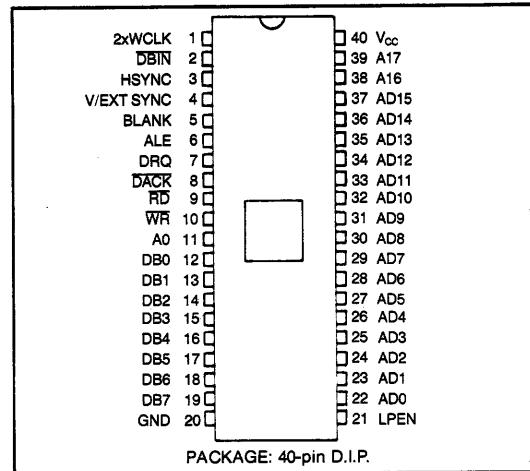 2xWCLK 1 40 VCC
DBIN 2 39 A17
HSYNC 3 38 A16
V/EXT SYNC 4 37 AD15
BLANK 5 36 AD14
ALE 6 35 AD13
DRQ 7 34 AD12
DACK 8 33 AD11
RD 9 32 AD10
WR 10 31 AD9
A0 11 30 AD8
DB0 12 29 AD7
DB1 13 28 AD6
DB2 14 27 AD5
DB3 15 26 AD4
DB4 16 25 AD3
DB5 17 24 AD2
DB6 18 23 AD1
DB7 19 22 AD0
GND 20 21 LPEN
PACKAGE: 40-pin D.I.P.